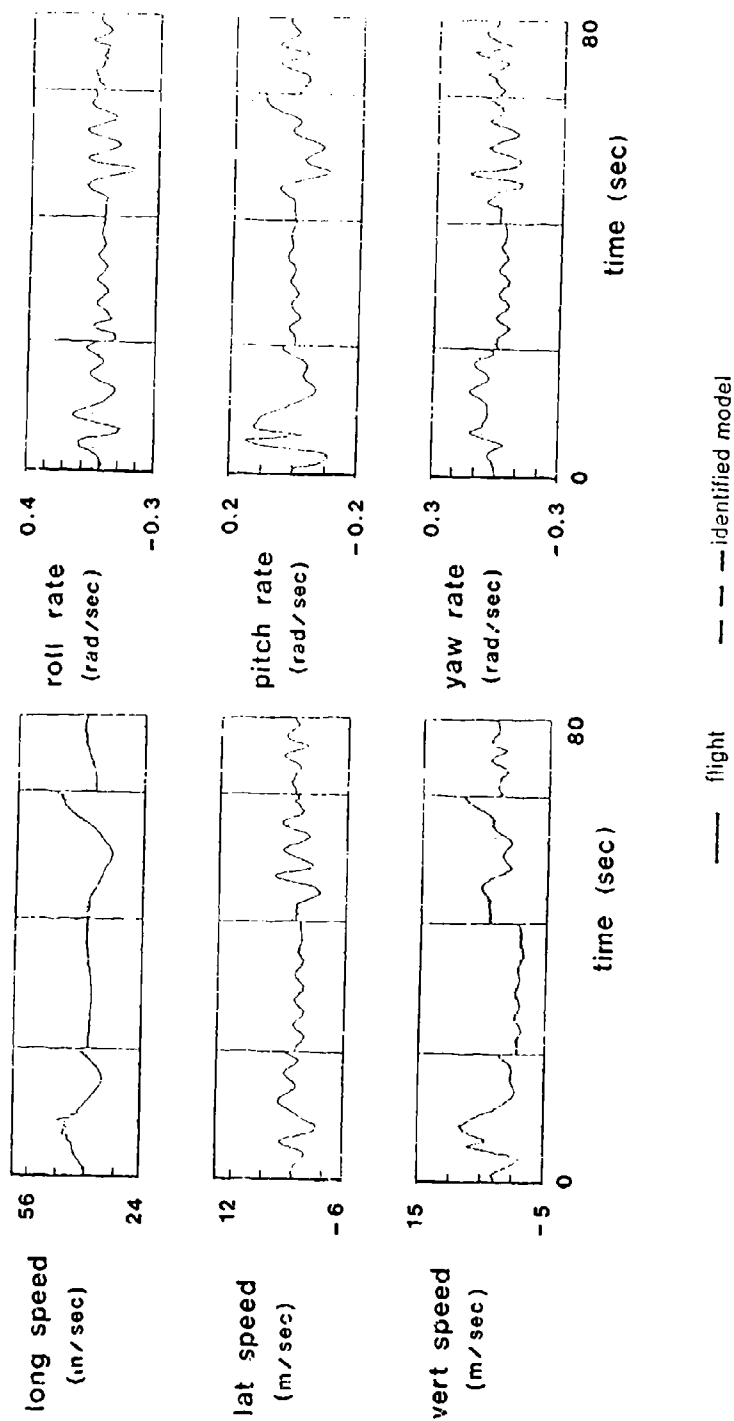 long speed
(m/sec)
56
24
lat speed
(m/sec)
12
-6
vert speed
(m/sec)
15
-5
0
80
time (sec)
roll rate
(rad/sec)
0.4
-0.3
pitch rate
(rad/sec)
0.2
-0.2
yaw rate
(rad/sec)
0.3
-0.3
0
80
time (sec)
flight
identified model